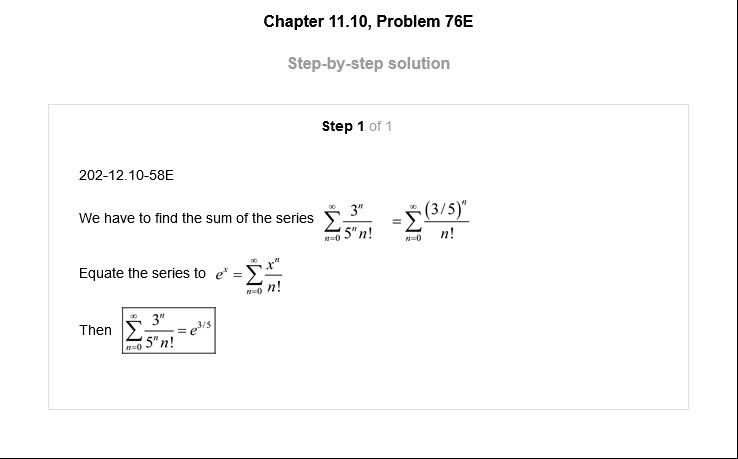 Chapter 11.10, Problem 76E
Step-by-step solution
Step 1 of 1
202-12.10-58E
We have to find the sum of the series $\sum_{n=0}^{\infty} \frac{3^n}{5^n n!} = \sum_{n=0}^{\infty} \frac{(3/5)^n}{n!}$
Equate the series to $e^x = \sum_{n=0}^{\infty} \frac{x^n}{n!}$
Then $\sum_{n=0}^{\infty} \frac{3^n}{5^n n!} = e^{3/5}$